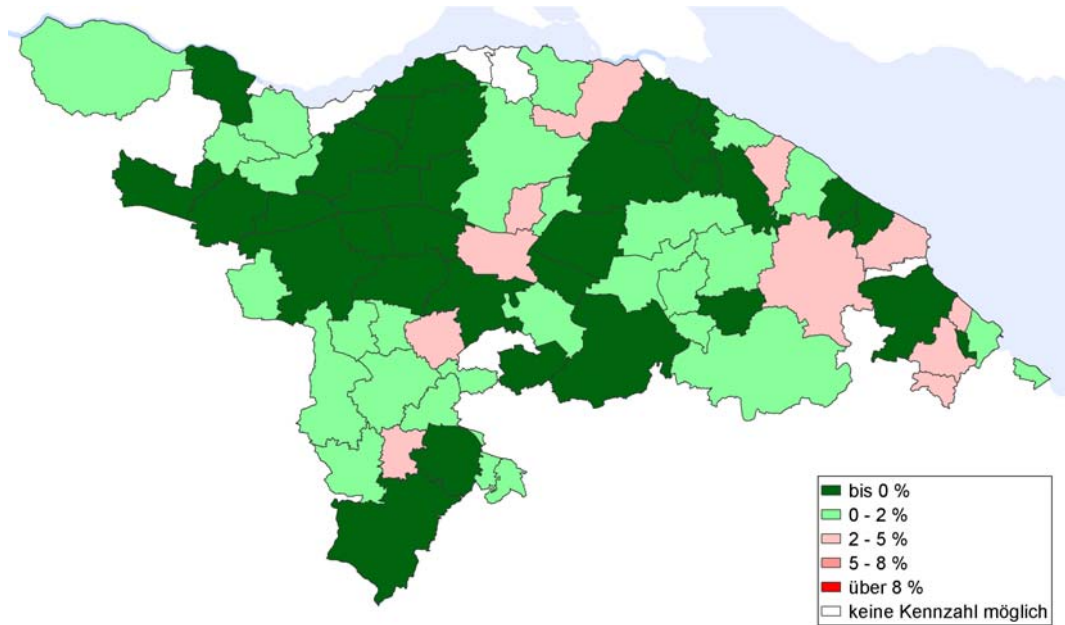 bis 0 %
0 - 2 %
2 - 5 %
5 - 8 %
über 8 %
keine Kennzahl möglich